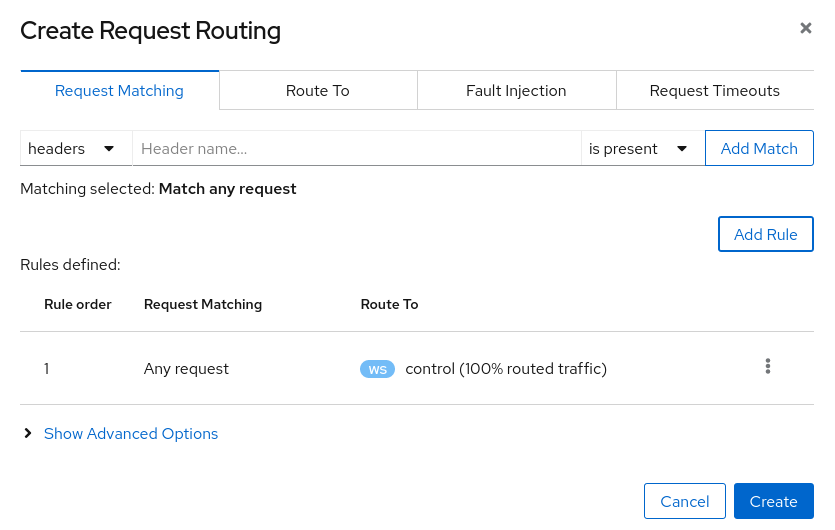 Create Request Routing
Request Matching Route To Fault Injection Request Timeouts
headers Header name... is present Add Match
Matching selected: Match any request
Add Rule
Rules defined:
Rule order Request Matching Route To
1 Any request WS control (100% routed traffic)
Show Advanced Options
Cancel Create